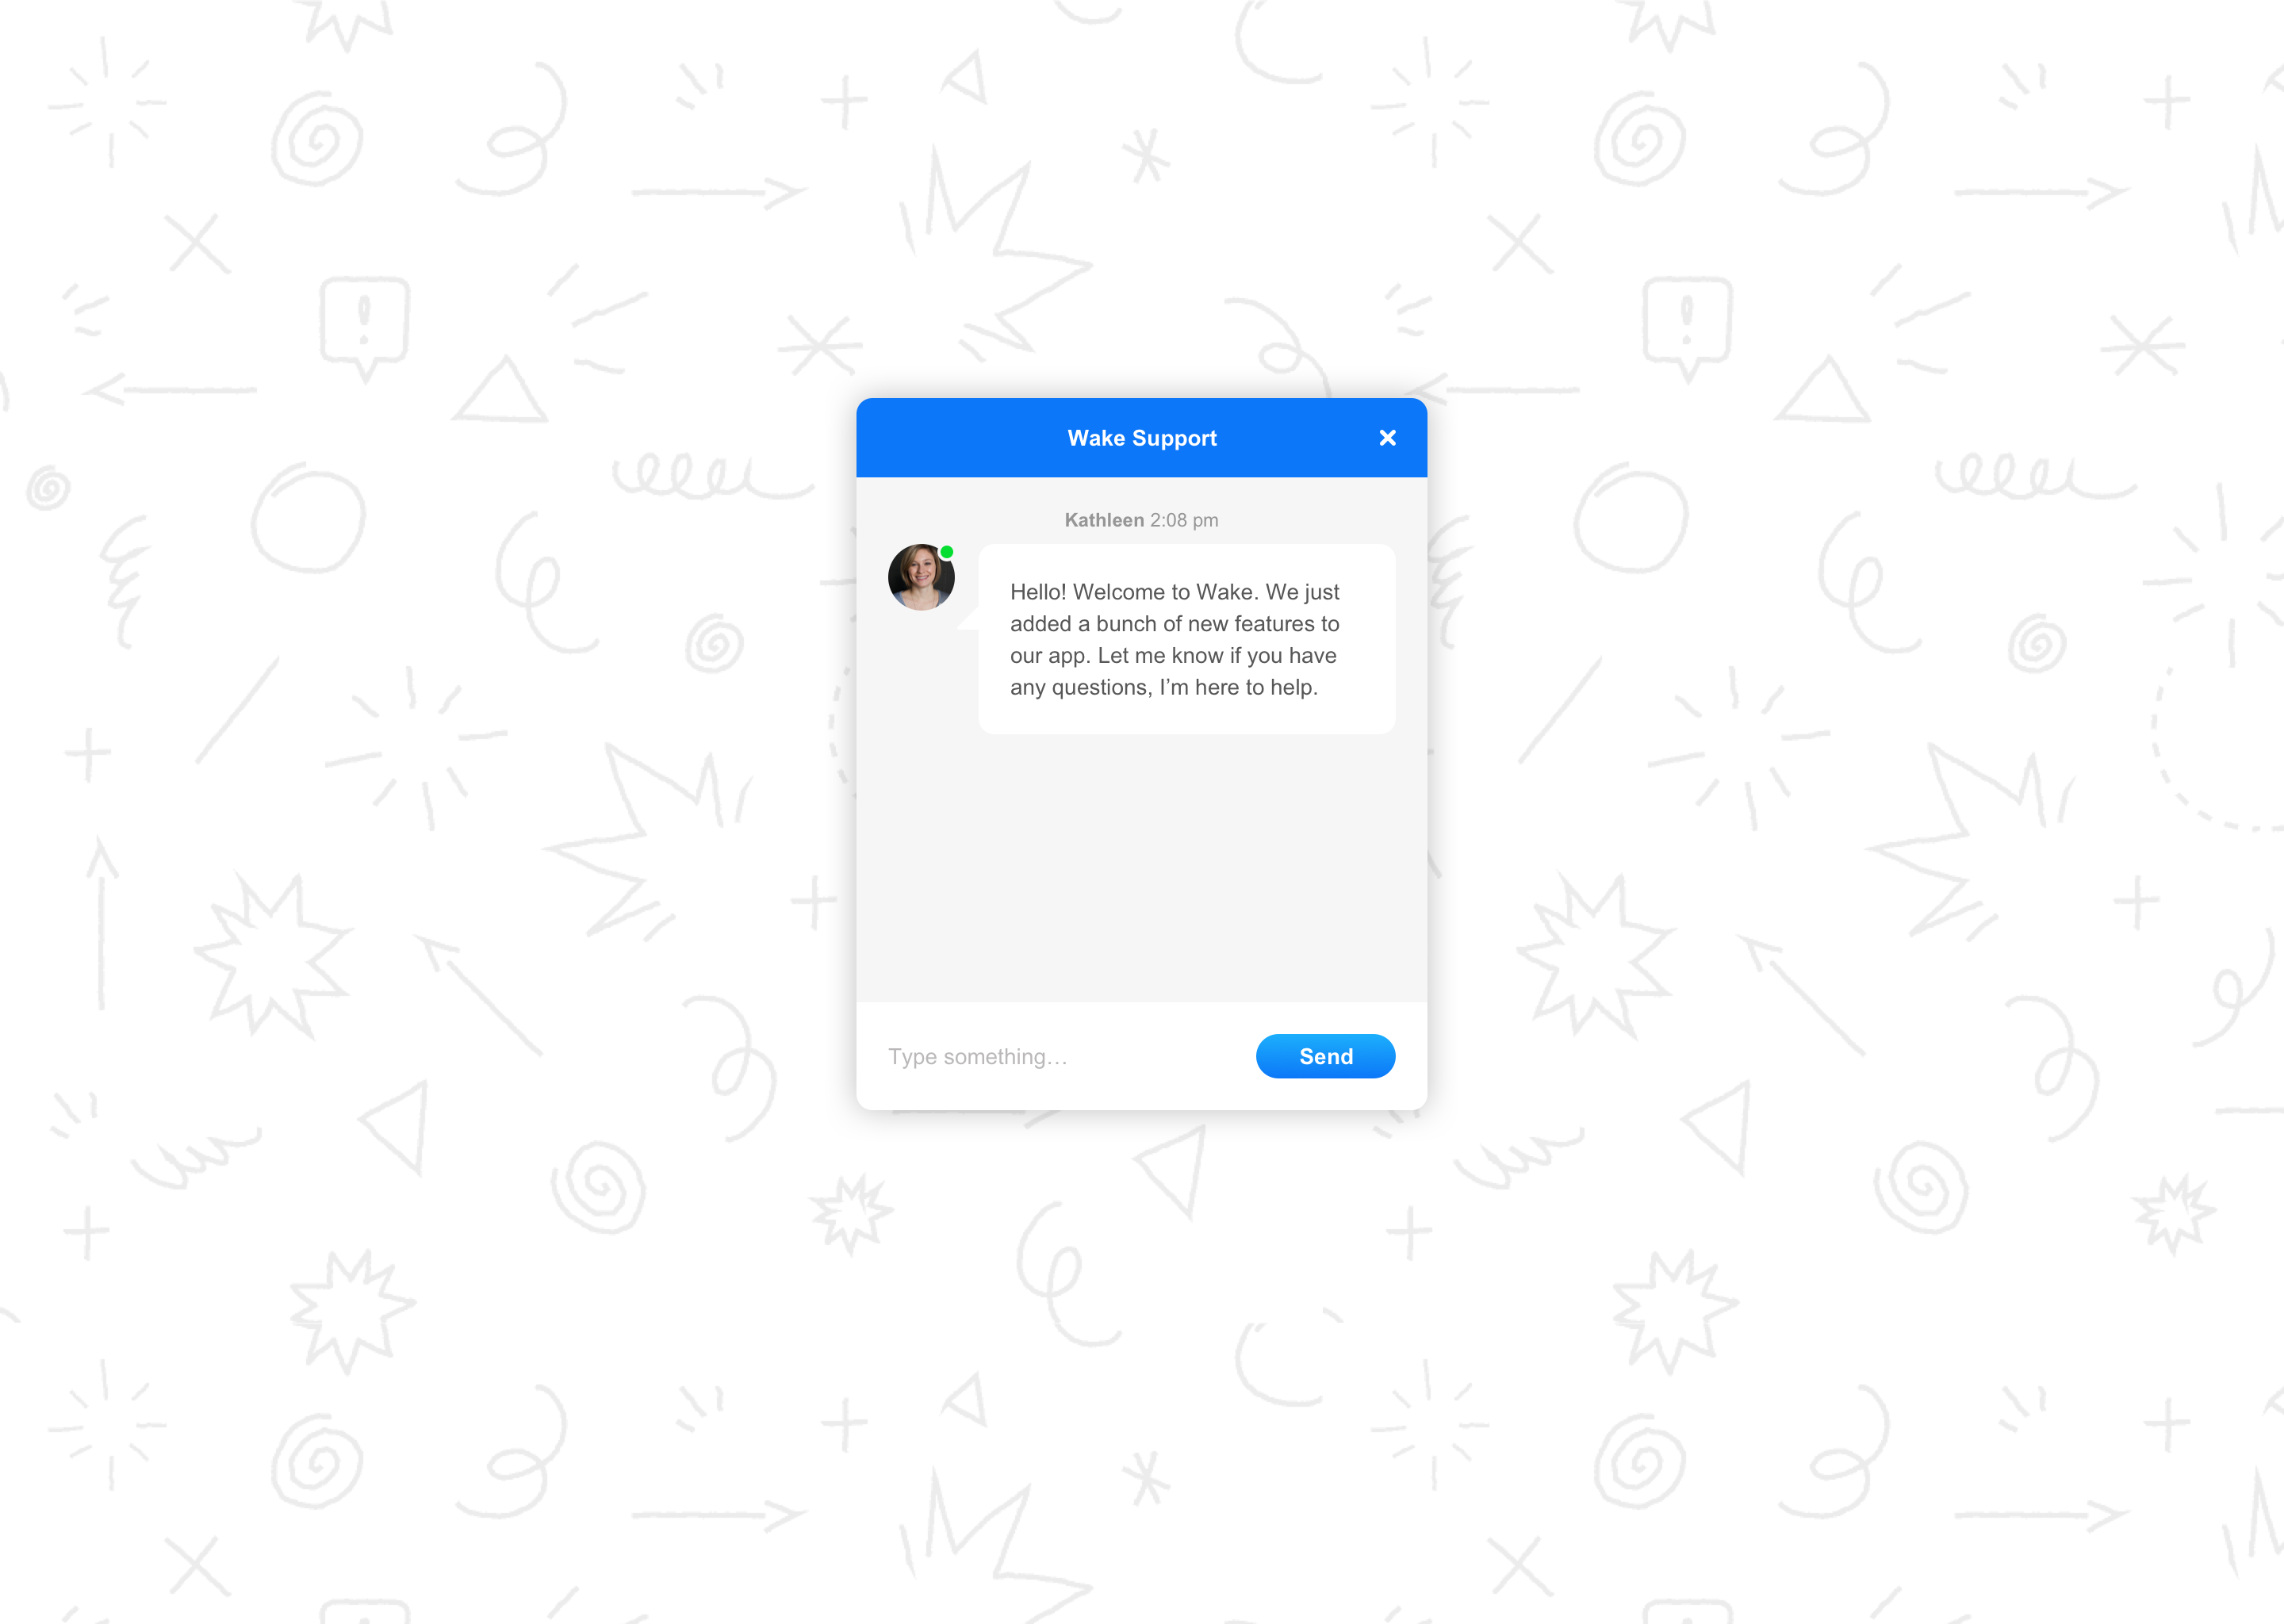 Wake Support
Kathleen 2:08 pm
Hello! Welcome to Wake. We just
added a bunch of new features to
our app. Let me know if you have
any questions, I’m here to help.
Type something…
Send